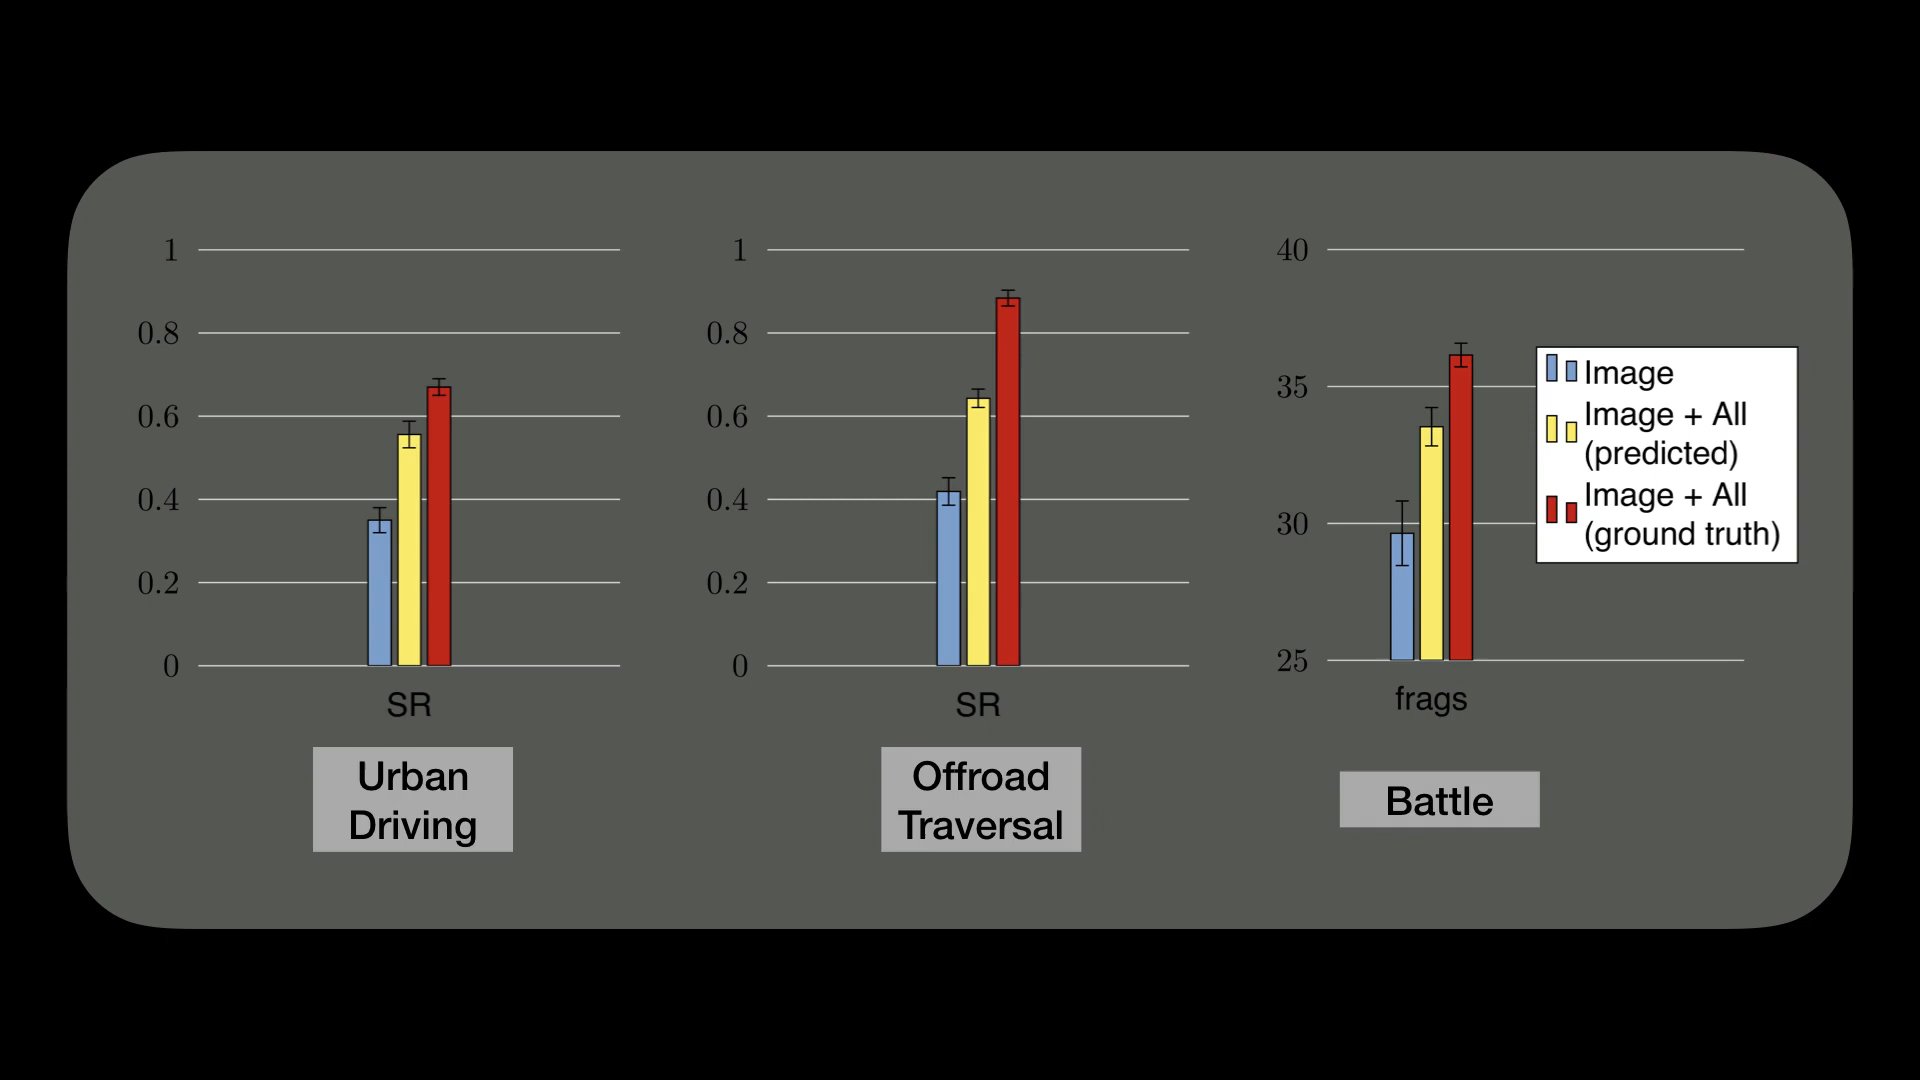 1
0.8
0.6
0.4
0.2
0
SR
Urban
Driving
1
0.8
0.6
0.4
0.2
0
SR
Offroad
Traversal
40
35
30
25
frags
Battle
Image
Image + All
(predicted)
Image + All
(ground truth)